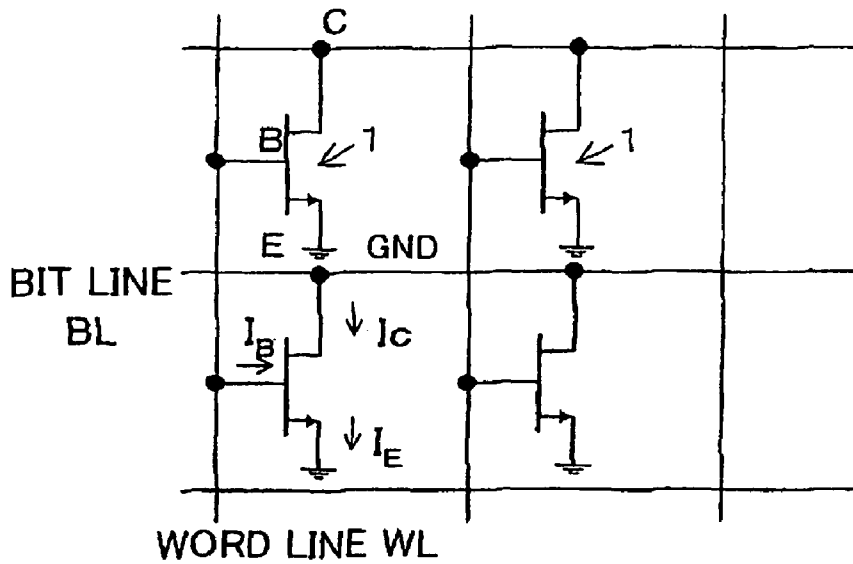 C
B 1 1
E GND
BIT LINE
BL
I_B I_C
I_E
WORD LINE WL